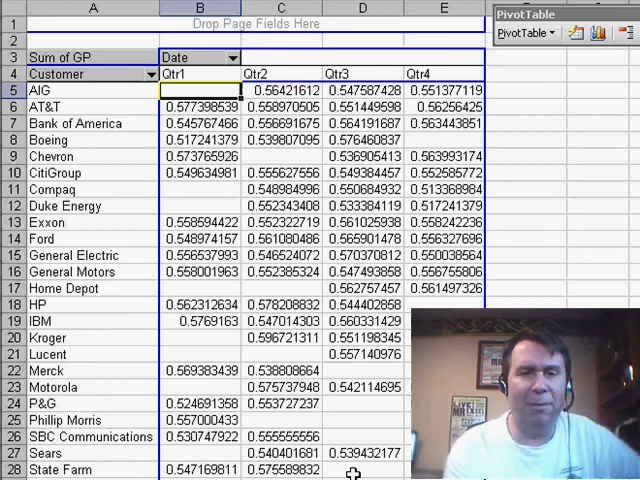 A B C D E
PivotTable
1 Drop Page Fields Here
PivotTable
2
3 Sum of GP Date
4 Customer Qtr1 Qtr2 Qtr3 Qtr4
5 AIG 0.56421612 0.547587428 0.551377119
6 AT&T 0.577398539 0.558970505 0.551449598 0.56256425
7 Bank of America 0.545767466 0.556691675 0.564191687 0.563443851
8 Boeing 0.517241379 0.539807095 0.576460837
9 Chevron 0.573765926 0.536905413 0.563993174
10 CitiGroup 0.549634981 0.555627556 0.549384457 0.552585772
11 Compaq 0.548984996 0.550684932 0.513368984
12 Duke Energy 0.552343408 0.533384119 0.517241379
13 Exxon 0.558594422 0.552322719 0.561025938 0.558242236
14 Ford 0.548974157 0.561080486 0.565901478 0.556327696
15 General Electric 0.556537993 0.546524072 0.570370812 0.550038564
16 General Motors 0.558001963 0.552385324 0.547493858 0.556755806
17 Home Depot 0.562757457 0.561497326
18 HP 0.562312634 0.578208832 0.544402858
19 IBM 0.5769163 0.547014303 0.560331429
20 Kroger 0.596721311 0.551198345
21 Lucent 0.557140976
22 Merck 0.569383439 0.538808664
23 Motorola 0.575737948 0.542114695
24 P&G 0.524691358 0.553727237
25 Phillip Morris 0.557000433
26 SBC Communications 0.530747922 0.555555556
27 Sears 0.540401681 0.539432177
28 State Farm 0.547169811 0.575589832